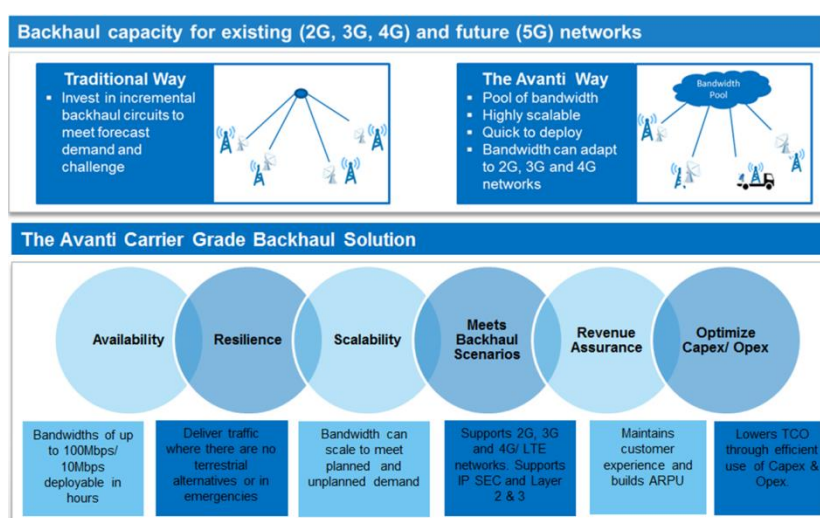 Backhaul capacity for existing (2G, 3G, 4G) and future (5G) networks
Traditional Way
▪ Invest in incremental
backhaul circuits to
meet forecast
demand and
challenge
The Avanti Way
▪ Pool of bandwidth
▪ Highly scalable
▪ Quick to deploy
▪ Bandwidth can adapt
to 2G, 3G and 4G
networks
Bandwidth
Pool
The Avanti Carrier Grade Backhaul Solution
Availability
Resilience
Scalability
Meets
Backhaul
Scenarios
Revenue
Assurance
Optimize
Capex/ Opex
Bandwidths of up
to 100Mbps/
10Mbps
deployable in
hours
Deliver traffic
where there are no
terrestrial
alternatives or in
emergencies
Bandwidth can
scale to meet
planned and
unplanned demand
Supports 2G, 3G
and 4G/ LTE
networks. Supports
IP SEC and Layer
2 & 3
Maintains
customer
experience and
builds ARPU
Lowers TCO
through efficient
use of Capex &
Opex.